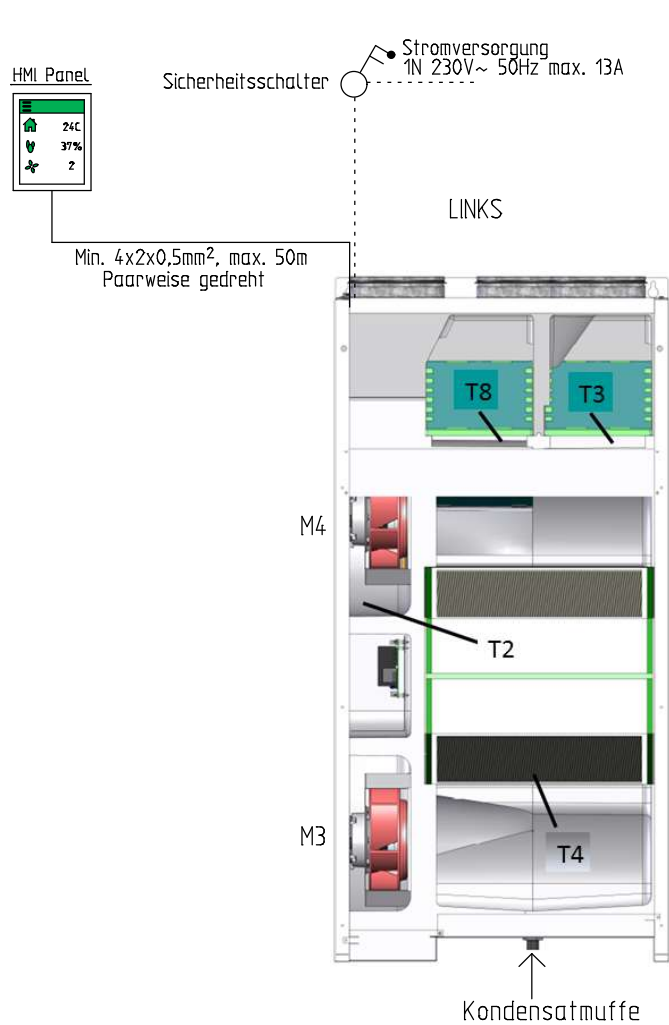 Stromversorgung
1N 230V~ 50Hz max. 13A
Sicherheitsschalter
HMI Panel
24C
37%
2
LINKS
Min. 4x2x0,5mm², max. 50m
Paarweise gedreht
T8
T3
M4
T2
M3
T4
Kondensatmuffe